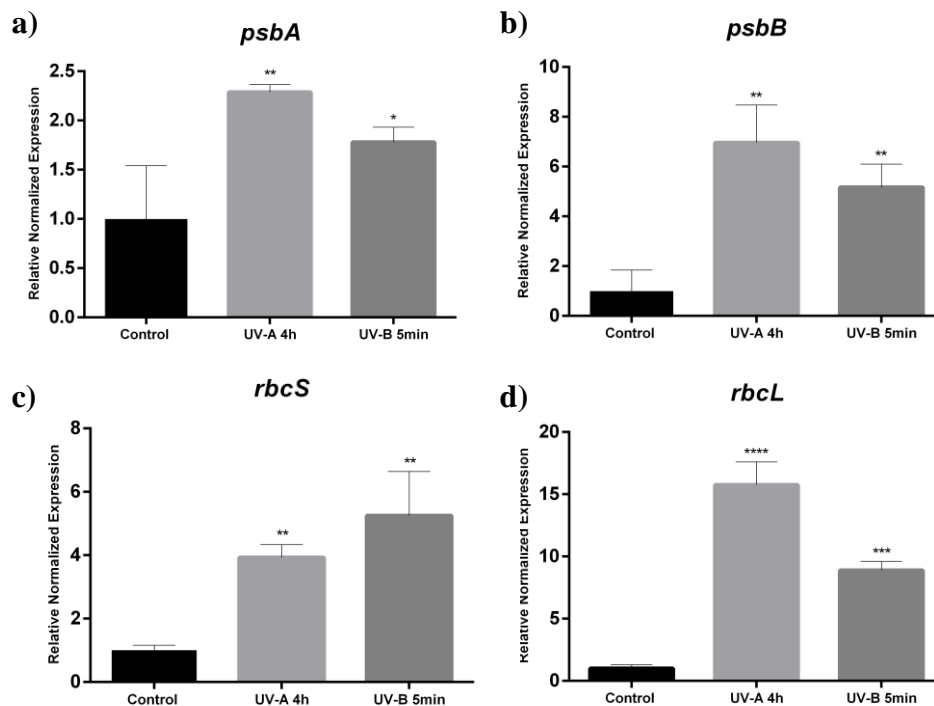 a)
psbA
Relative Normalized Expression
2.5
2.0
1.5
1.0
0.5
0.0
**
*
Control
UV-A 4h
UV-B 5min
b)
psbB
Relative Normalized Expression
10
8
6
4
2
0
**
**
Control
UV-A 4h
UV-B 5min
c)
rbcS
Relative Normalized Expression
8
6
4
2
0
**
**
Control
UV-A 4h
UV-B 5min
d)
rbcL
Relative Normalized Expression
20
15
10
5
0
****
***
Control
UV-A 4h
UV-B 5min